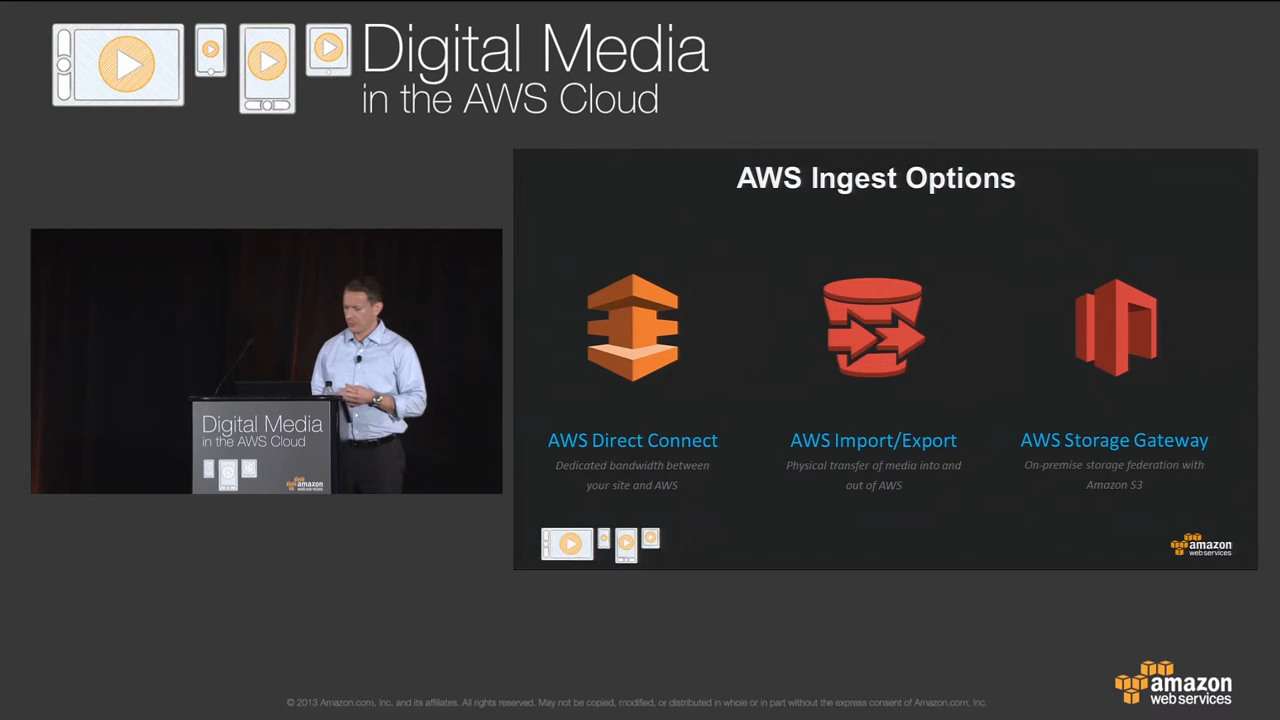 Digital Media
in the AWS Cloud
AWS Ingest Options
AWS Direct Connect
Dedicated bandwidth between
your site and AWS
AWS Import/Export
Physical transfer of media into and
out of AWS
AWS Storage Gateway
On-premise storage federation with
Amazon S3
amazon
web services
Digital Media
in the AWS Cloud
amazon
web services
amazon
web services
© 2013 Amazon.com, Inc. and its affiliates. All rights reserved. May not be copied, modified, or distributed in whole or in part without the express consent of Amazon.com, Inc.